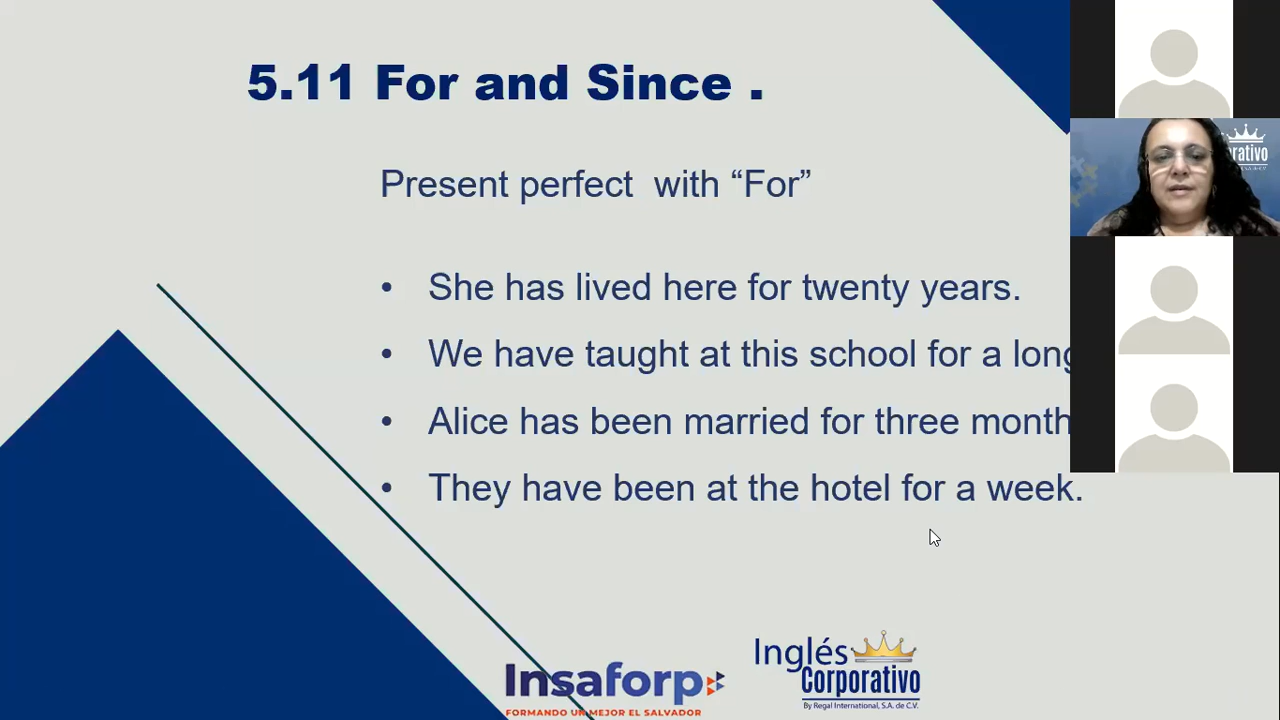 5.11 For and Since .
Present perfect with “For”
• She has lived here for twenty years.
• We have taught at this school for a long
• Alice has been married for three month
• They have been at the hotel for a week.
Insaforp
FORMANDO UN MEJOR EL SALVADOR
Inglés
Corporativo
By Regal International, S.A. de C.V.